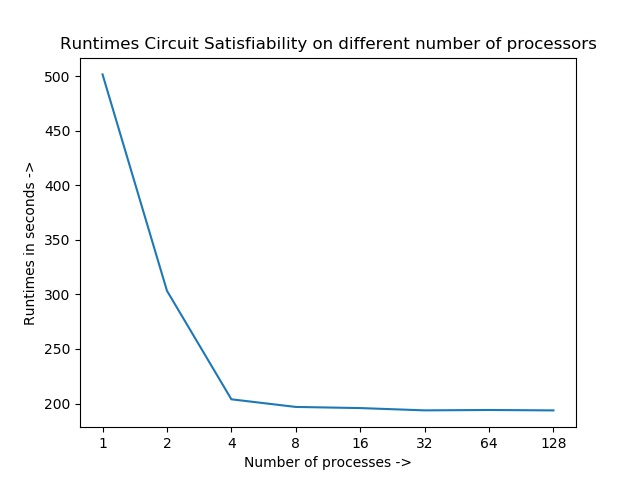 Runtimes Circuit Satisfiability on different number of processors
500
450
400
350
300
250
200
Runtimes in seconds ->
1 2 4 8 16 32 64 128
Number of processes ->